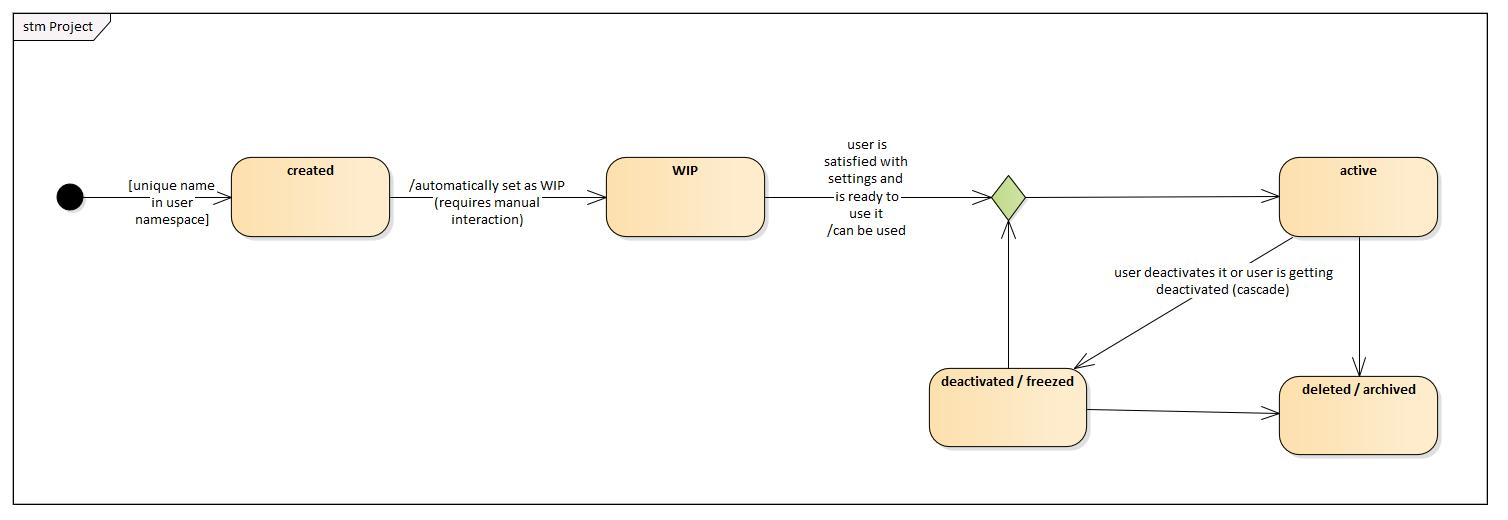 stm Project
[unique name
in user
namespace]
created
/automatically set as WIP
(requires manual
interaction)
WIP
user is
satisfied with
settings and
is ready to
use it
/can be used
active
user deactivates it or user is getting
deactivated (cascade)
deactivated / freezed
deleted / archived